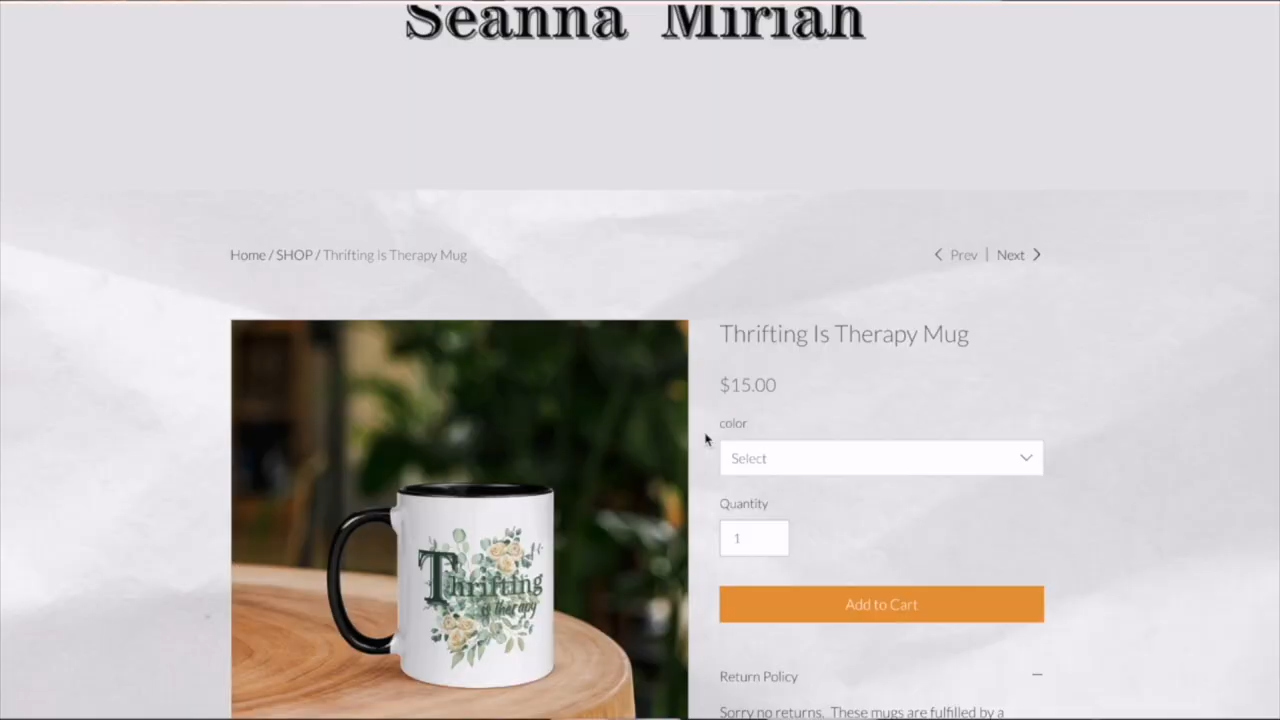 Seanna Miriah
Home / SHOP / Thrifting Is Therapy Mug
Prev | Next
Thrifting Is Therapy Mug
$15.00
color
Select
Quantity
1
Add to Cart
Thrifting
is therapy
Return Policy
Sorry no returns. These mugs are fulfilled by a